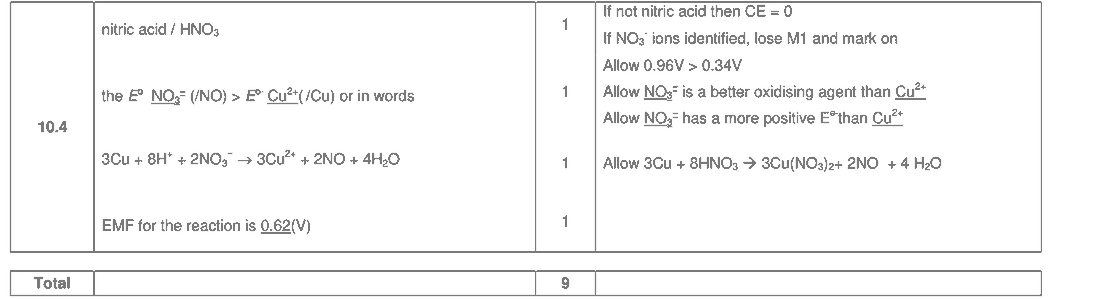 10.4
nitric acid / HNO₃
1
If not nitric acid then CE = 0
If NO₃⁻ ions identified, lose M1 and mark on
Allow 0.96V > 0.34V
the E° NO₃⁻ (/NO) > E° Cu²⁺( /Cu) or in words
1
Allow NO₃⁻ is a better oxidising agent than Cu²⁺
Allow NO₃⁻ has a more positive E° than Cu²⁺
3Cu + 8H⁺ + 2NO₃⁻ → 3Cu²⁺ + 2NO + 4H₂O
1
Allow 3Cu + 8HNO₃ → 3Cu(NO₃)₂+ 2NO + 4 H₂O
EMF for the reaction is 0.62(V)
1
Total 9